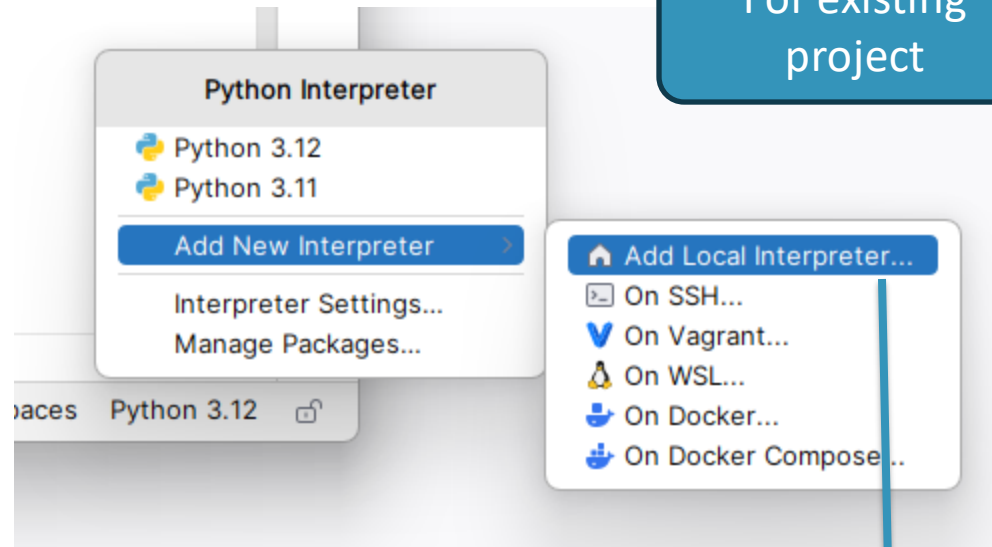 For existing
project
Python Interpreter
Python 3.12
Python 3.11
Add New Interpreter
Interpreter Settings...
Manage Packages...
Add Local Interpreter...
On SSH...
On Vagrant...
On WSL...
On Docker...
On Docker Compose...
paces Python 3.12